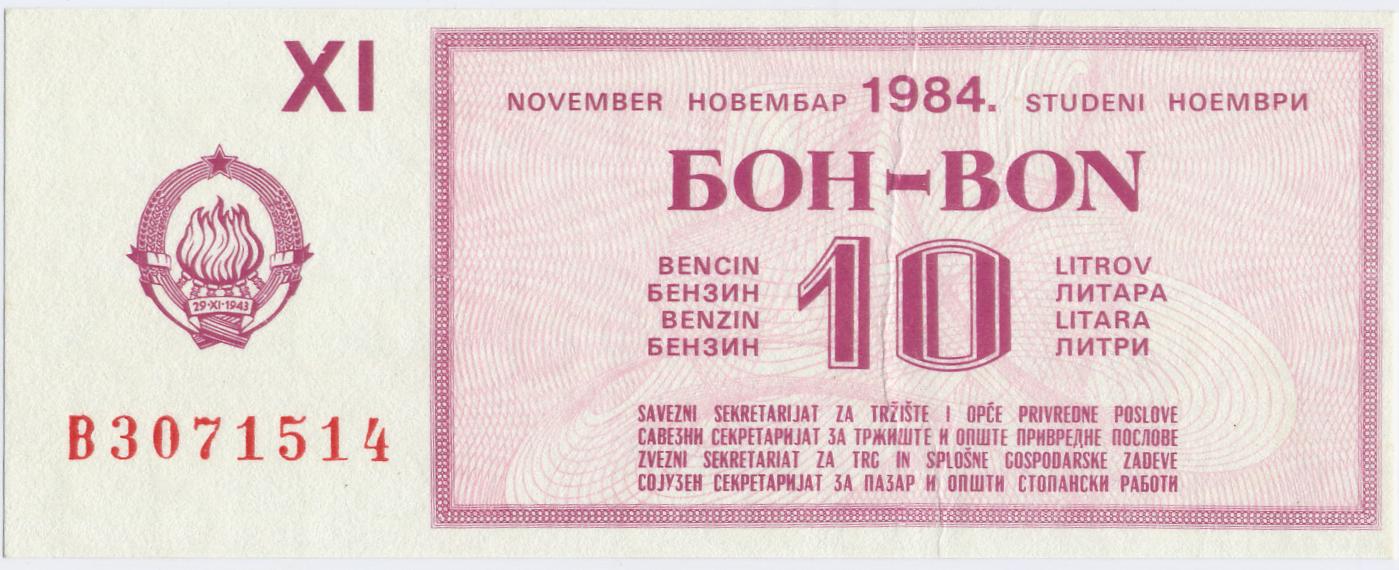 XI
29·XI·1943
B3071514
NOVEMBER НОВЕМБАР 1984. STUDENI НОЕМВРИ
БОН-BON
BENCIN 10 LITROV
БЕНЗИН ЛИТАРА
BENZIN LITARA
БЕНЗИН ЛИТРИ
SAVEZNI SEKRETARIJAT ZA TRŽIŠTE I OPĆE PRIVREDNE POSLOVE
САВЕЗНИ СЕКРЕТАРИЈАТ ЗА ТРЖИШТЕ И ОПШТЕ ПРИВРЕДНЕ ПОСЛОВЕ
ZVEZNI SEKRETARIAT ZA TRG IN SPLOŠNE GOSPODARSKE ZADEVE
СОЈУЗЕН СЕКРЕТАРИЈАТ ЗА ПАЗАР И ОПШТИ СТОПАНСКИ РАБОТИ